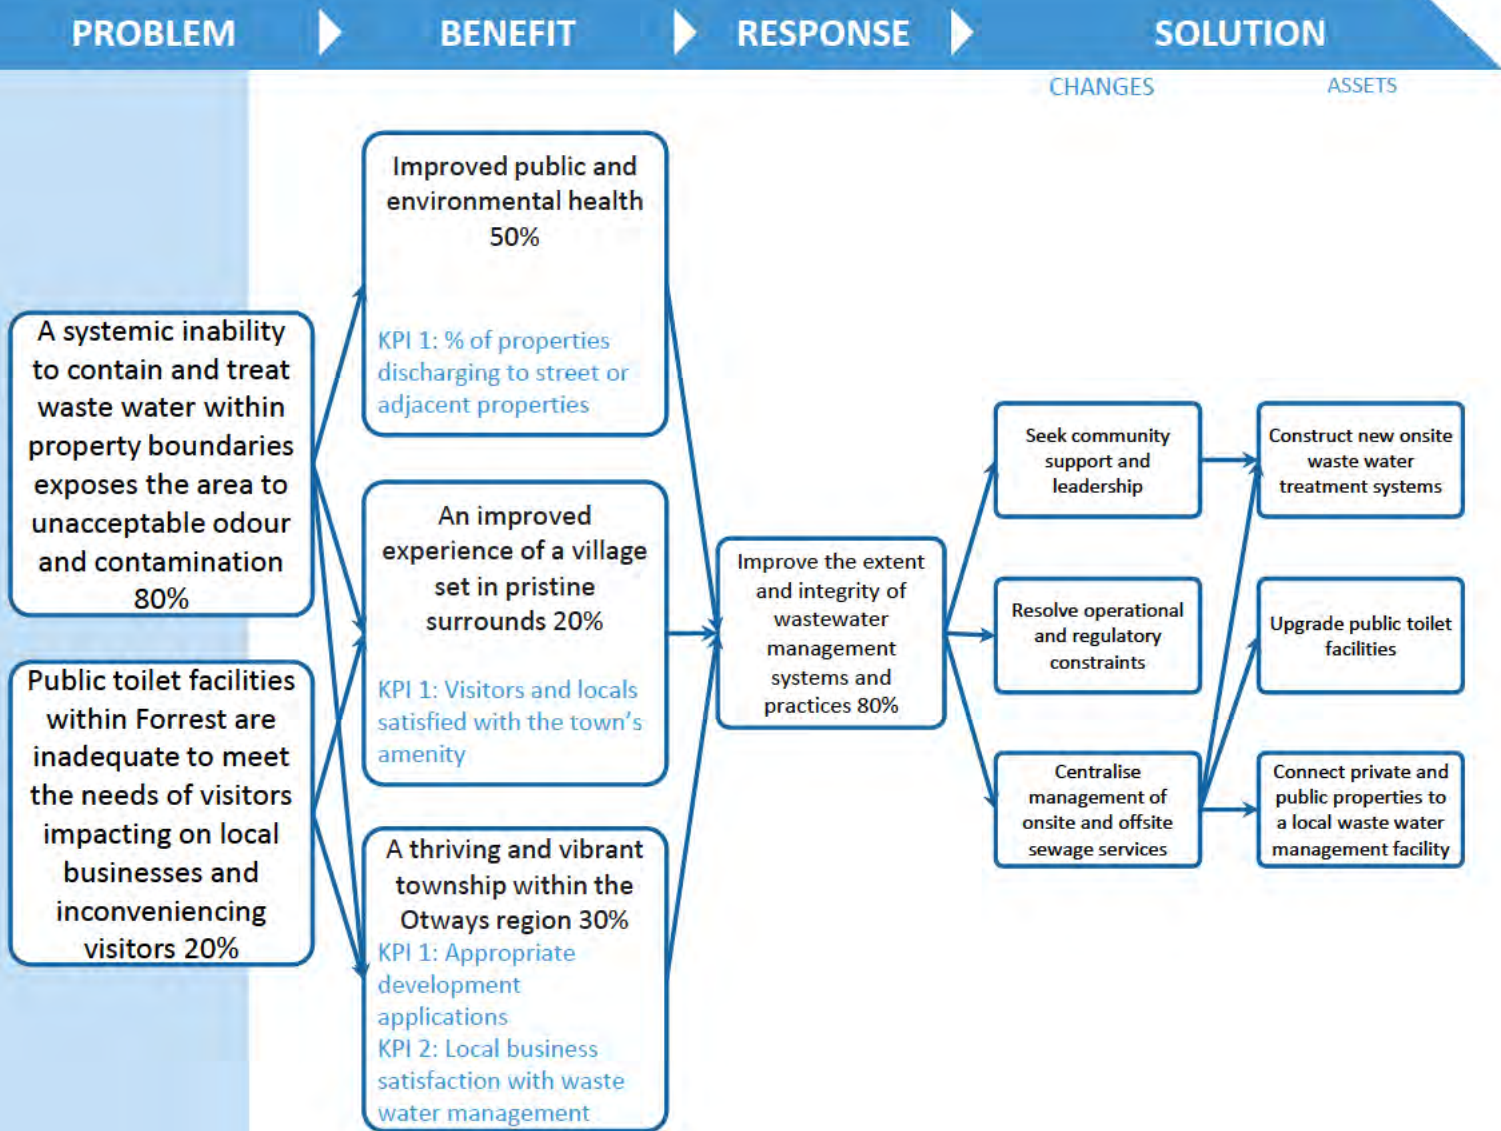 PROBLEM
BENEFIT
RESPONSE
SOLUTION
CHANGES
ASSETS
A systemic inability
to contain and treat
waste water within
property boundaries
exposes the area to
unacceptable odour
and contamination
80%
Public toilet facilities
within Forrest are
inadequate to meet
the needs of visitors
impacting on local
businesses and
inconveniencing
visitors 20%
Improved public and
environmental health
50%
KPI 1: % of properties
discharging to street or
adjacent properties
An improved
experience of a village
set in pristine
surrounds 20%
KPI 1: Visitors and locals
satisfied with the town's
amenity
A thriving and vibrant
township within the
Otways region 30%
KPI 1: Appropriate
development
applications
KPI 2: Local business
satisfaction with waste
water management
Improve the extent
and integrity of
wastewater
management
systems and
practices 80%
Seek community
support and
leadership
Resolve operational
and regulatory
constraints
Centralise
management of
onsite and offsite
sewage services
Construct new onsite
waste water
treatment systems
Upgrade public toilet
facilities
Connect private and
public properties to
a local waste water
management facility